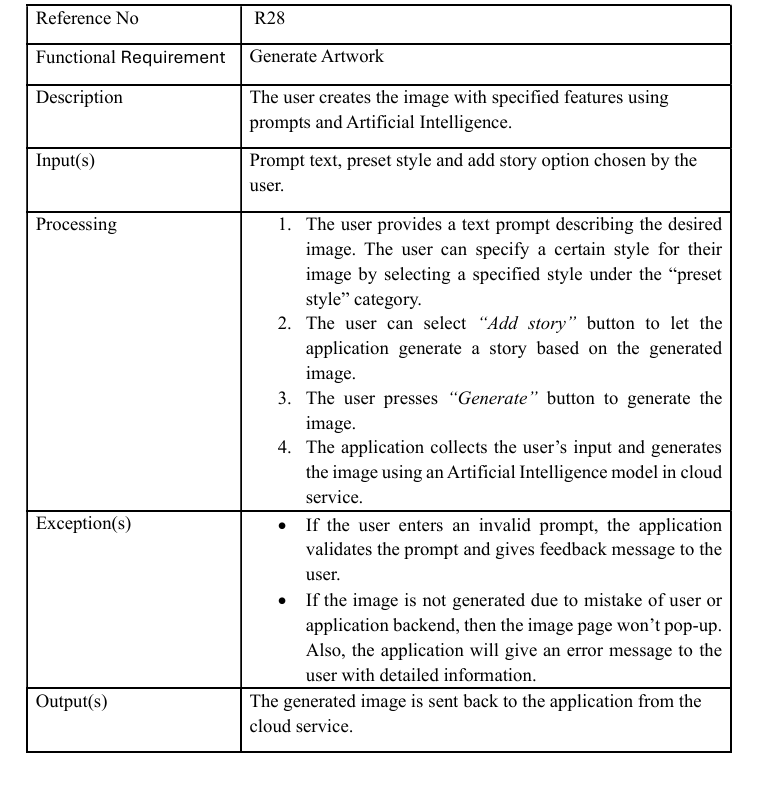 Reference No R28
Functional Requirement Generate Artwork
Description The user creates the image with specified features using
prompts and Artificial Intelligence.
Input(s) Prompt text, preset style and add story option chosen by the
user.
Processing 1. The user provides a text prompt describing the desired
image. The user can specify a certain style for their
image by selecting a specified style under the “preset
style” category.
2. The user can select “Add story” button to let the
application generate a story based on the generated
image.
3. The user presses “Generate” button to generate the
image.
4. The application collects the user’s input and generates
the image using an Artificial Intelligence model in cloud
service.
Exception(s) • If the user enters an invalid prompt, the application
validates the prompt and gives feedback message to the
user.
• If the image is not generated due to mistake of user or
application backend, then the image page won’t pop-up.
Also, the application will give an error message to the
user with detailed information.
Output(s) The generated image is sent back to the application from the
cloud service.